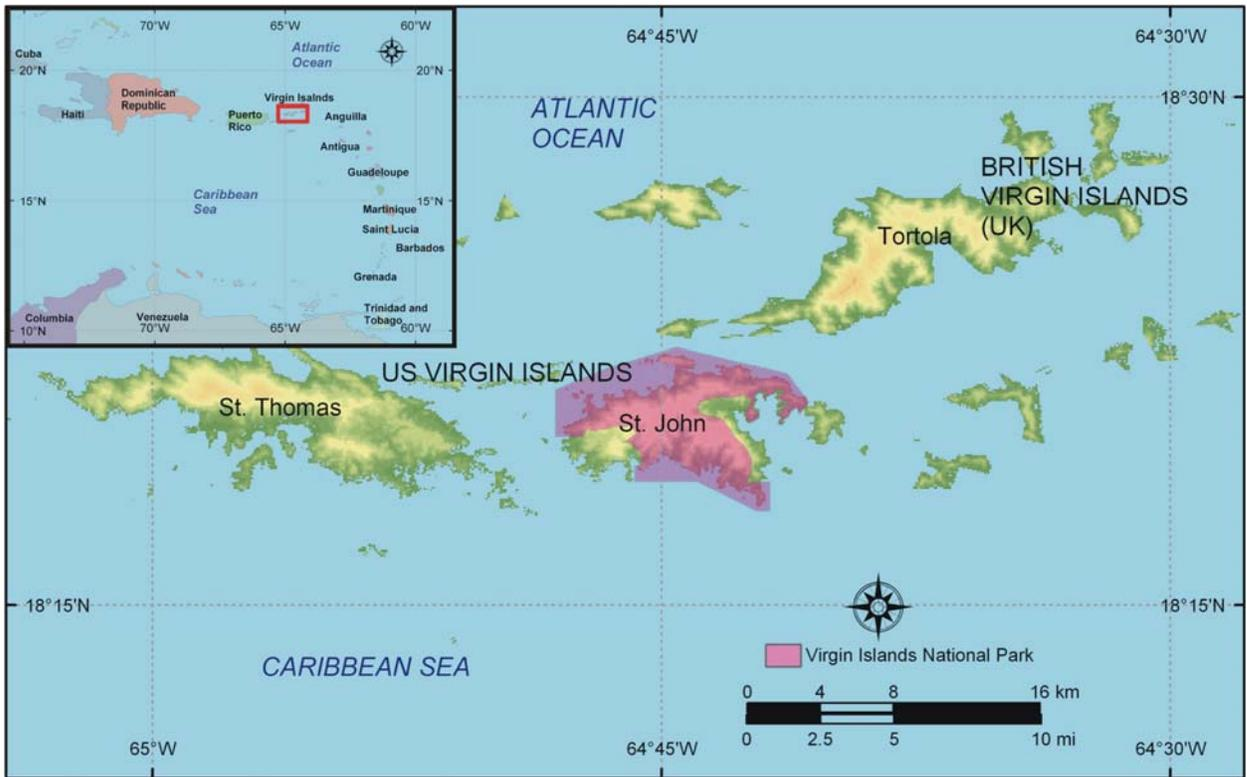 70°W
65°W
60°W
Atlantic
Ocean
Cuba
20°N
20°N
Dominican
Republic
Virgin Isalnds
Haiti
Puerto
Rico
Anguilla
Antigua
Guadeloupe
Caribbean
Sea
15°N
15°N
Martinique
Saint Lucia
Barbados
Grenada
Trinidad and
Tobago
Columbia
Venezuela
10°N
70°W
65°W
60°W
10°N
64°45'W
64°30'W
18°30'N
ATLANTIC
OCEAN
BRITISH
VIRGIN ISLANDS
(UK)
Tortola
US VIRGIN ISLANDS
St. Thomas
St. John
18°15'N
18°15'N
CARIBBEAN SEA
Virgin Islands National Park
0 4 8 16 km
0 2.5 5 10 mi
65°W
64°45'W
64°30'W